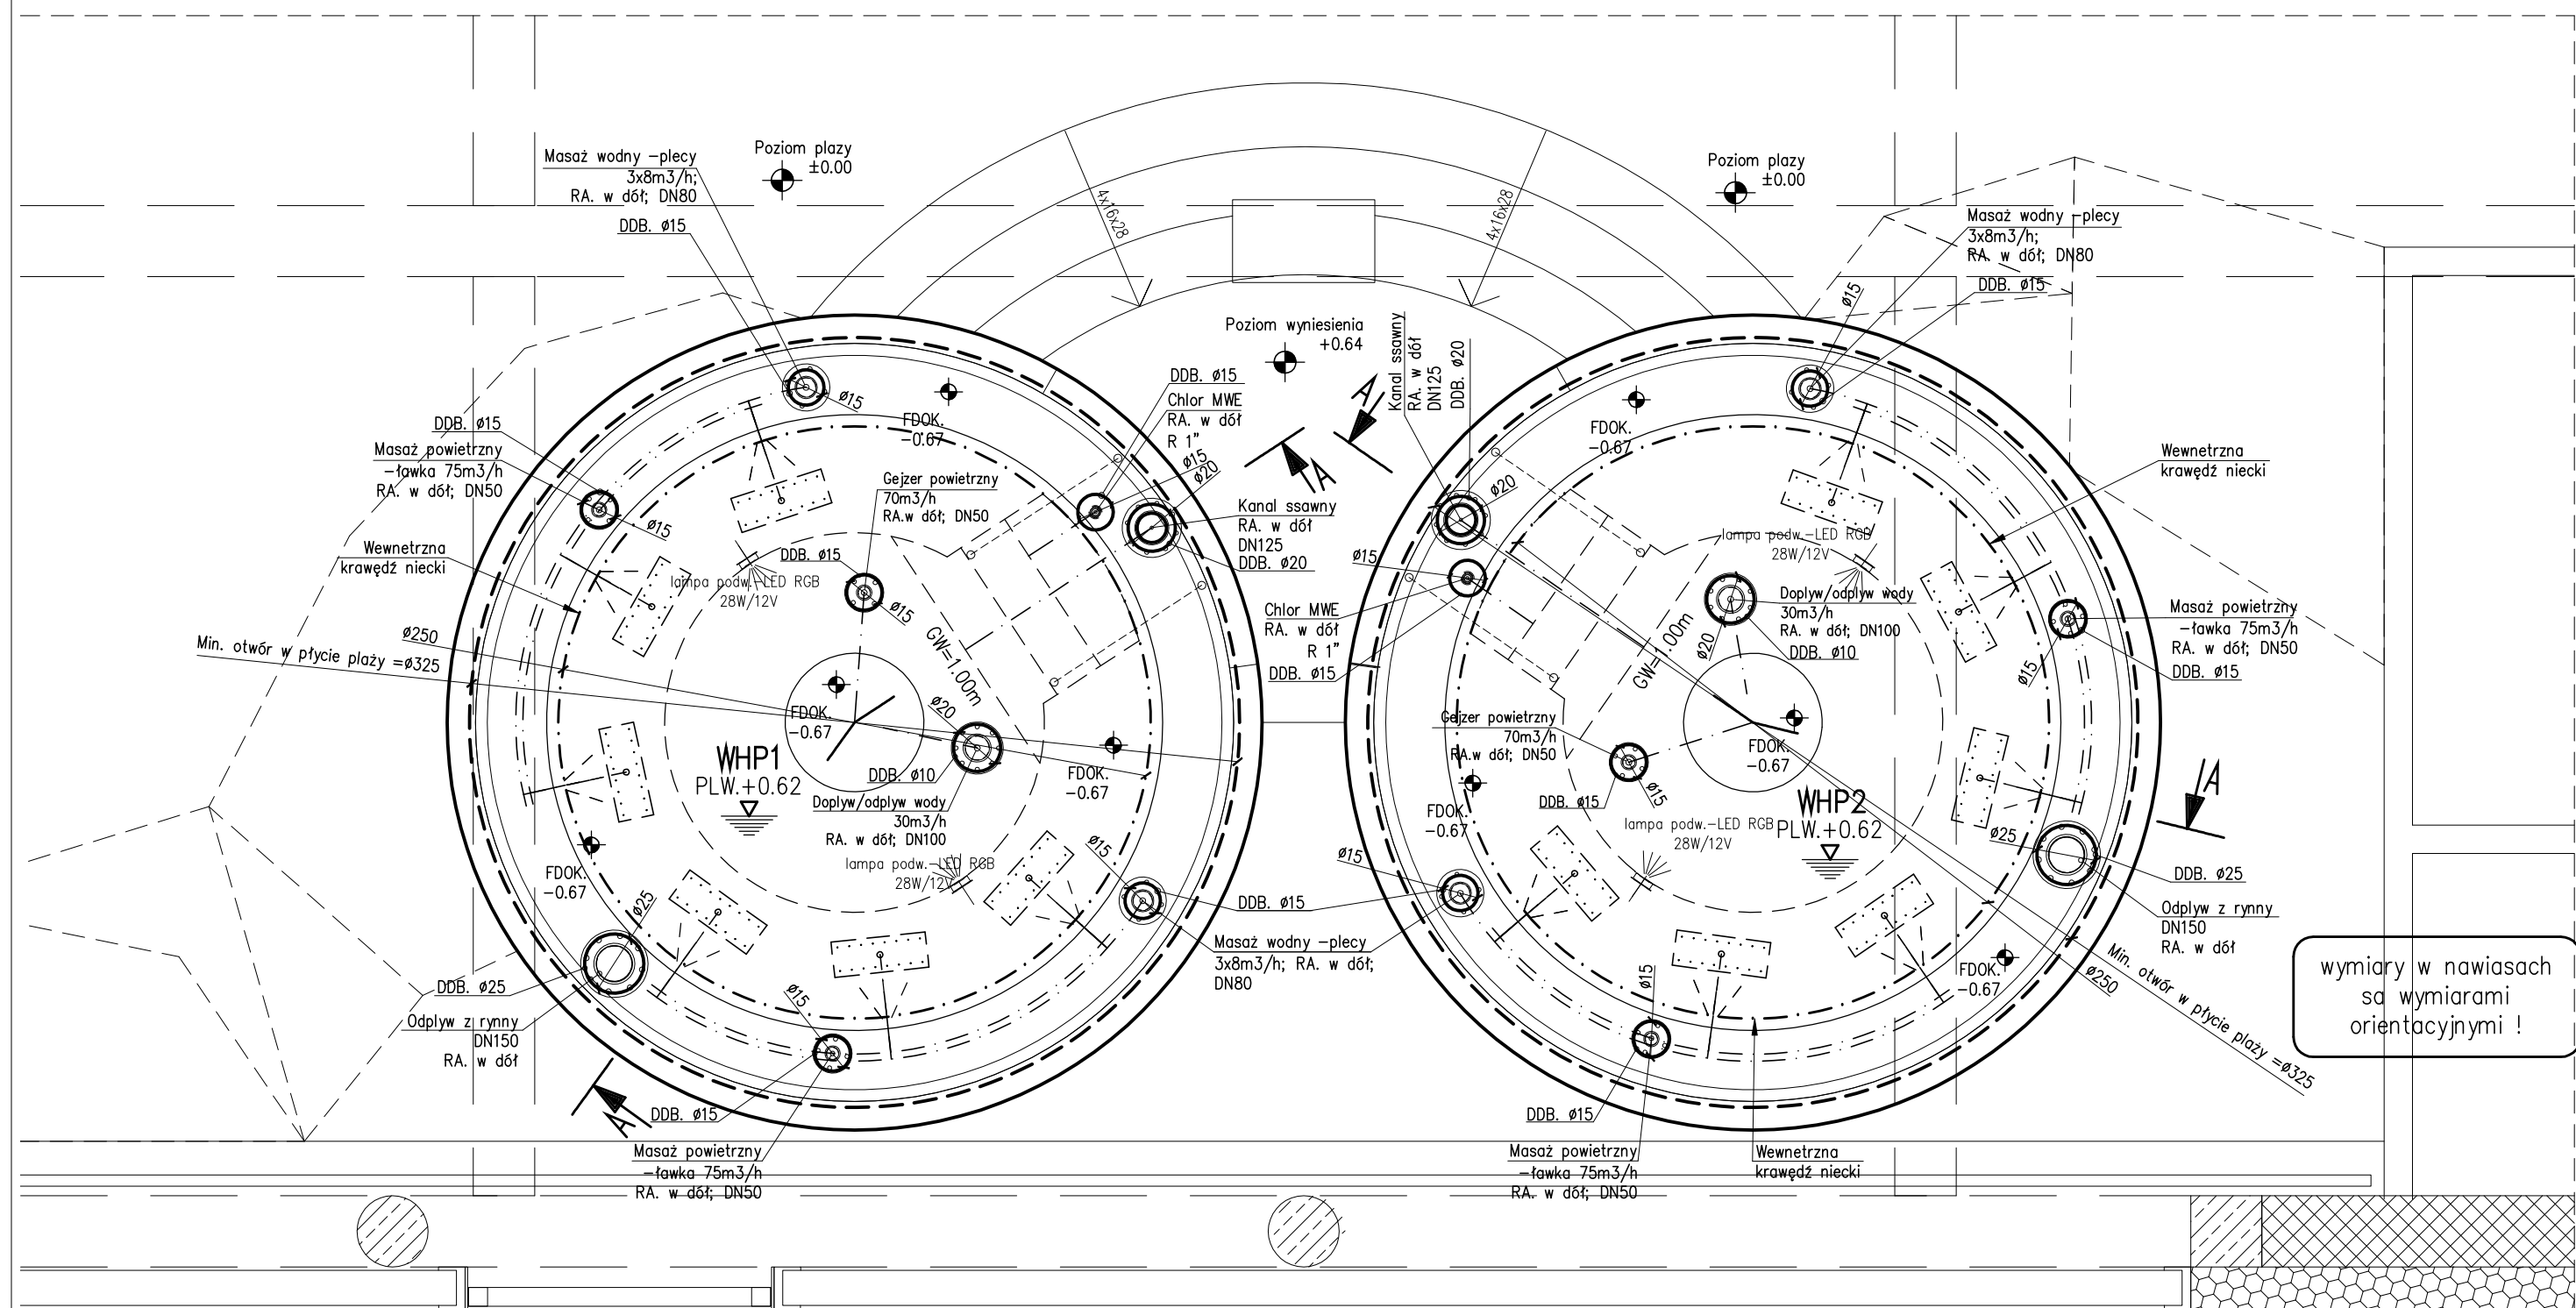 Masaż wodny -plecy
3x8m3/h;
RA. w dół; DN80
DDB. ø15
Poziom plazy
±0.00
4x16x28
4x16x28
Poziom plazy
±0.00
Masaż wodny -plecy
3x8m3/h;
RA. w dół; DN80
DDB. ø15
ø15
Poziom wyniesienia
+0.64
Kanal ssawny
RA. w dół
DN125
DDB. ø20
A
A
DDB. ø15
Chlor MWE
RA. w dół
R 1"
ø15
ø20
Kanal ssawny
RA. w dół
DN125
DDB. ø20
ø15
FDOK.
-0.67
DDB. ø15
Masaż powietrzny
-ławka 75m3/h
RA. w dół; DN50
ø15
Gejzer powietrzny
70m3/h
RA.w dół; DN50
DDB. ø15
ø15
Wewnetrzna
krawędź niecki
lampa podw.-LED RGB
28W/12V
ø250
Min. otwór w płycie plaży =ø325
GW=1.00m
FDOK.
-0.67
ø20
WHP1
PLW.+0.62
DDB. ø10
Doplyw/odplyw wody
30m3/h
RA. w dół; DN100
FDOK.
-0.67
lampa podw.-LED RGB
28W/12V
FDOK.
-0.67
ø25
DDB. ø25
Odplyw z rynny
DN150
RA. w dół
ø15
ø15
DDB. ø15
Masaż wodny -plecy
3x8m3/h; RA. w dół;
DN80
A
DDB. ø15
Masaż powietrzny
-ławka 75m3/h
RA. w dół; DN50
FDOK.
-0.67
ø20
ø15
Chlor MWE
RA. w dół
R 1"
DDB. ø15
Wewnetrzna
krawędź niecki
lampa podw.-LED RGB
28W/12V
Doplyw/odplyw wody
30m3/h
RA. w dół; DN100
DDB. ø10
ø20
GW=1.00m
Masaż powietrzny
-ławka 75m3/h
RA. w dół; DN50
DDB. ø15
ø15
Gejzer powietrzny
70m3/h
RA.w dół; DN50
DDB. ø15
ø15
FDOK.
-0.67
FDOK.
-0.67
WHP2
PLW.+0.62
lampa podw.-LED RGB
28W/12V
A
ø25
DDB. ø25
Odplyw z rynny
DN150
RA. w dół
ø15
FDOK.
-0.67
Min. otwór w płycie plaży =ø325
ø250
ø15
DDB. ø15
Masaż powietrzny
-ławka 75m3/h
RA. w dół; DN50
Wewnetrzna
krawędź niecki
wymiary w nawiasach
sa wymiarami
orientacyjnymi !